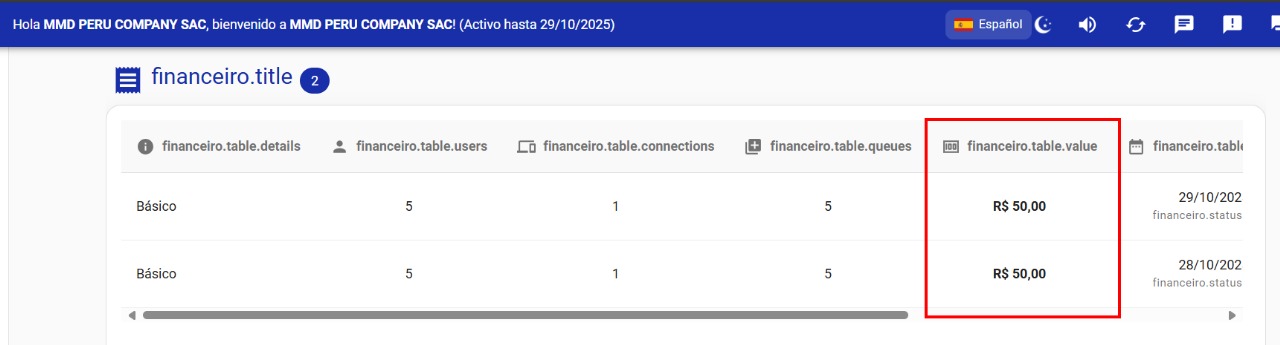 Hola MMD PERU COMPANY SAC, bienvenido a MMD PERU COMPANY SAC! (Activo hasta 29/10/2025)
Español
financeiro.title 2
financeiro.table.details financeiro.table.users financeiro.table.connections financeiro.table.queues financeiro.table.value financeiro.table
Básico 5 1 5 R$ 50,00 29/10/202
financeiro.status
Básico 5 1 5 R$ 50,00 28/10/202
financeiro.status